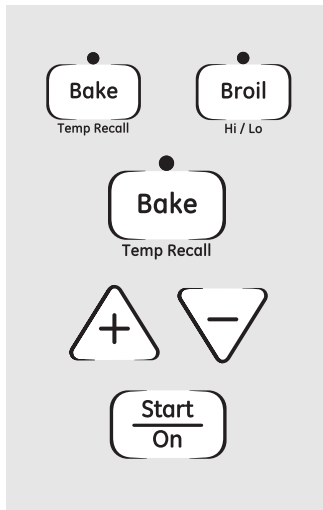 Bake Broil
Temp Recall Hi / Lo
Bake
Temp Recall
+ −
Start
On